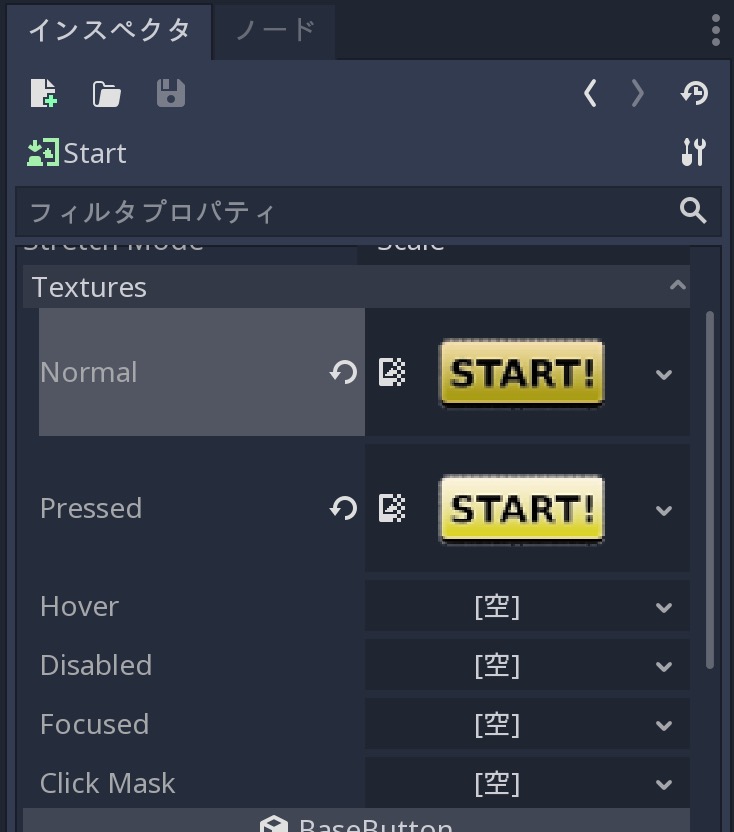 インスペクタ ノード
Start
フィルタプロパティ
Stretch Mode Scale
Textures
Normal START!
Pressed START!
Hover [空]
Disabled [空]
Focused [空]
Click Mask [空]
BaseButton